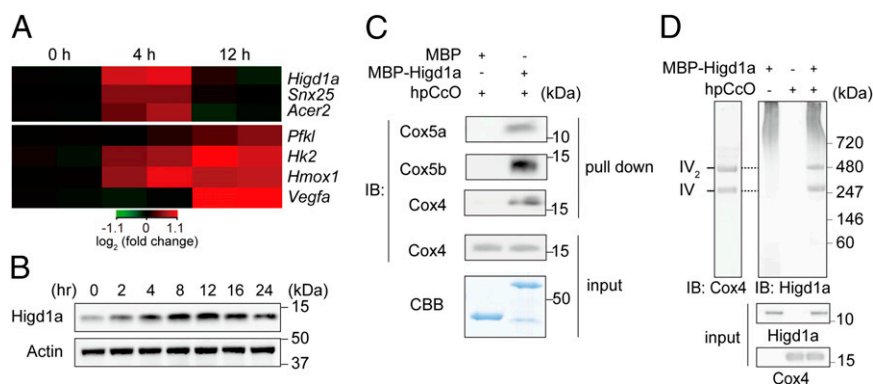 A
0 h 4 h 12 h
Higd1a
Snx25
Acer2
Pfkl
Hk2
Hmox1
Vegfa
-1.1 0 1.1
log2 (fold change)
B
(hr) 0 2 4 8 12 16 24 (kDa)
Higd1a 15
Actin 50
37
C
MBP + -
MBP-Higd1a - +
hpCcO + + (kDa)
IB:
Cox5a 10
Cox5b 15
Cox4 15
pull down
Cox4 15
CBB 50
input
D
MBP-Higd1a + - +
hpCcO - + + (kDa)
720
IV2 480
IV 247
146
60
IB: Cox4 IB: Higd1a
input
10
Higd1a
15
Cox4